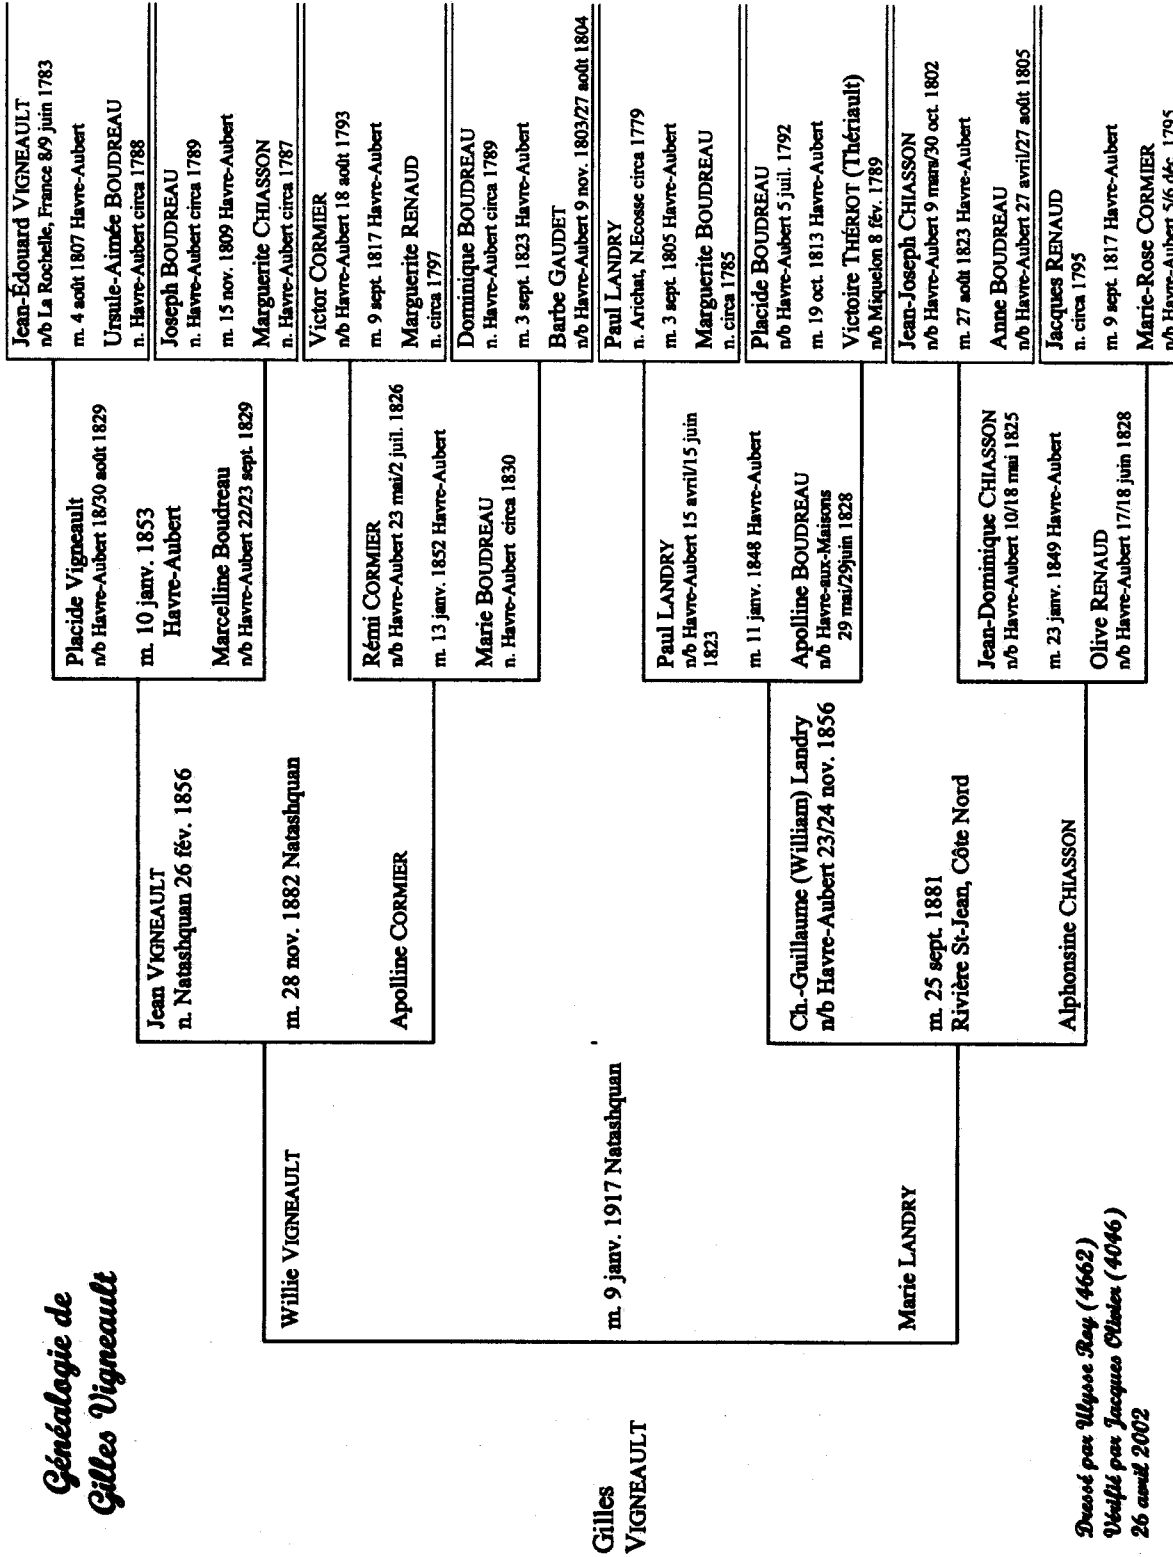 Généalogie de
Gilles Vigneault
Gilles
VIGNEAULT
Willie VIGNEAULT
m. 9 janv. 1917 Natashquan
Marie LANDRY
Jean VIGNEAULT
n. Natashquan 26 fév. 1856
m. 28 nov. 1882 Natashquan
Apolline CORMIER
Ch.-Guillaume (William) Landry
n/b Havre-Aubert 23/24 nov. 1856
m. 25 sept. 1881
Rivière St-Jean, Côte Nord
Alphonsine CHIASSON
Placide Vigneault
n/b Havre-Aubert 18/30 août 1829
m. 10 janv. 1853
Havre-Aubert
Marcelline Boudreau
n/b Havre-Aubert 22/23 sept. 1829
Rémi CORMIER
n/b Havre-Aubert 23 mai/2 juil. 1826
m. 13 janv. 1852 Havre-Aubert
Marie BOUDREAU
n. Havre-Aubert circa 1830
Paul LANDRY
n/b Havre-Aubert 15 avril/15 juin
1823
m. 11 janv. 1848 Havre-Aubert
Apolline BOUDREAU
n/b Havre-aux-Maisons
29 mai/29juin 1828
Jean-Dominique CHIASSON
n/b Havre-Aubert 10/18 mai 1825
m. 23 janv. 1849 Havre-Aubert
Olive RENAUD
n/b Havre-Aubert 17/18 juin 1828
Jean-Édouard VIGNEAULT
n/b La Rochelle, France 8/9 juin 1783
m. 4 août 1807 Havre-Aubert
Ursule-Aimée BOUDREAU
n. Havre-Aubert circa 1788
Joseph BOUDREAU
n. Havre-Aubert circa 1789
m. 15 nov. 1809 Havre-Aubert
Marguerite CHIASSON
n. Havre-Aubert circa 1787
Victor CORMIER
n/b Havre-Aubert 18 août 1793
m. 9 sept. 1817 Havre-Aubert
Marguerite RENAUD
n. circa 1797
Dominique BOUDREAU
n. Havre-Aubert circa 1789
m. 3 sept. 1823 Havre-Aubert
Barbe GAUDET
n/b Havre-Aubert 9 nov. 1803/27 août 1804
Paul LANDRY
n. Arichat, N.Ecosse circa 1779
m. 3 sept. 1805 Havre-Aubert
Marguerite BOUDREAU
n. circa 1785
Placide BOUDREAU
n/b Havre-Aubert 5 juil. 1792
m. 19 oct. 1813 Havre-Aubert
Victoire THÉRIOT (Thériault)
n/b Miquelon 8 fév. 1789
Jean-Joseph CHIASSON
n/b Havre-Aubert 9 mars/30 oct. 1802
m. 27 août 1823 Havre-Aubert
Anne BOUDREAU
n/b Havre-Aubert 27 avril/27 août 1805
Jacques RENAUD
n. circa 1795
m. 9 sept. 1817 Havre-Aubert
Marie-Rose CORMIER
n/b Havre-Aubert 5/6 déc. 1795
Dressé par Ulysse Roy (4662)
Vérifié par Jacques Olivier (4046)
26 avril 2002